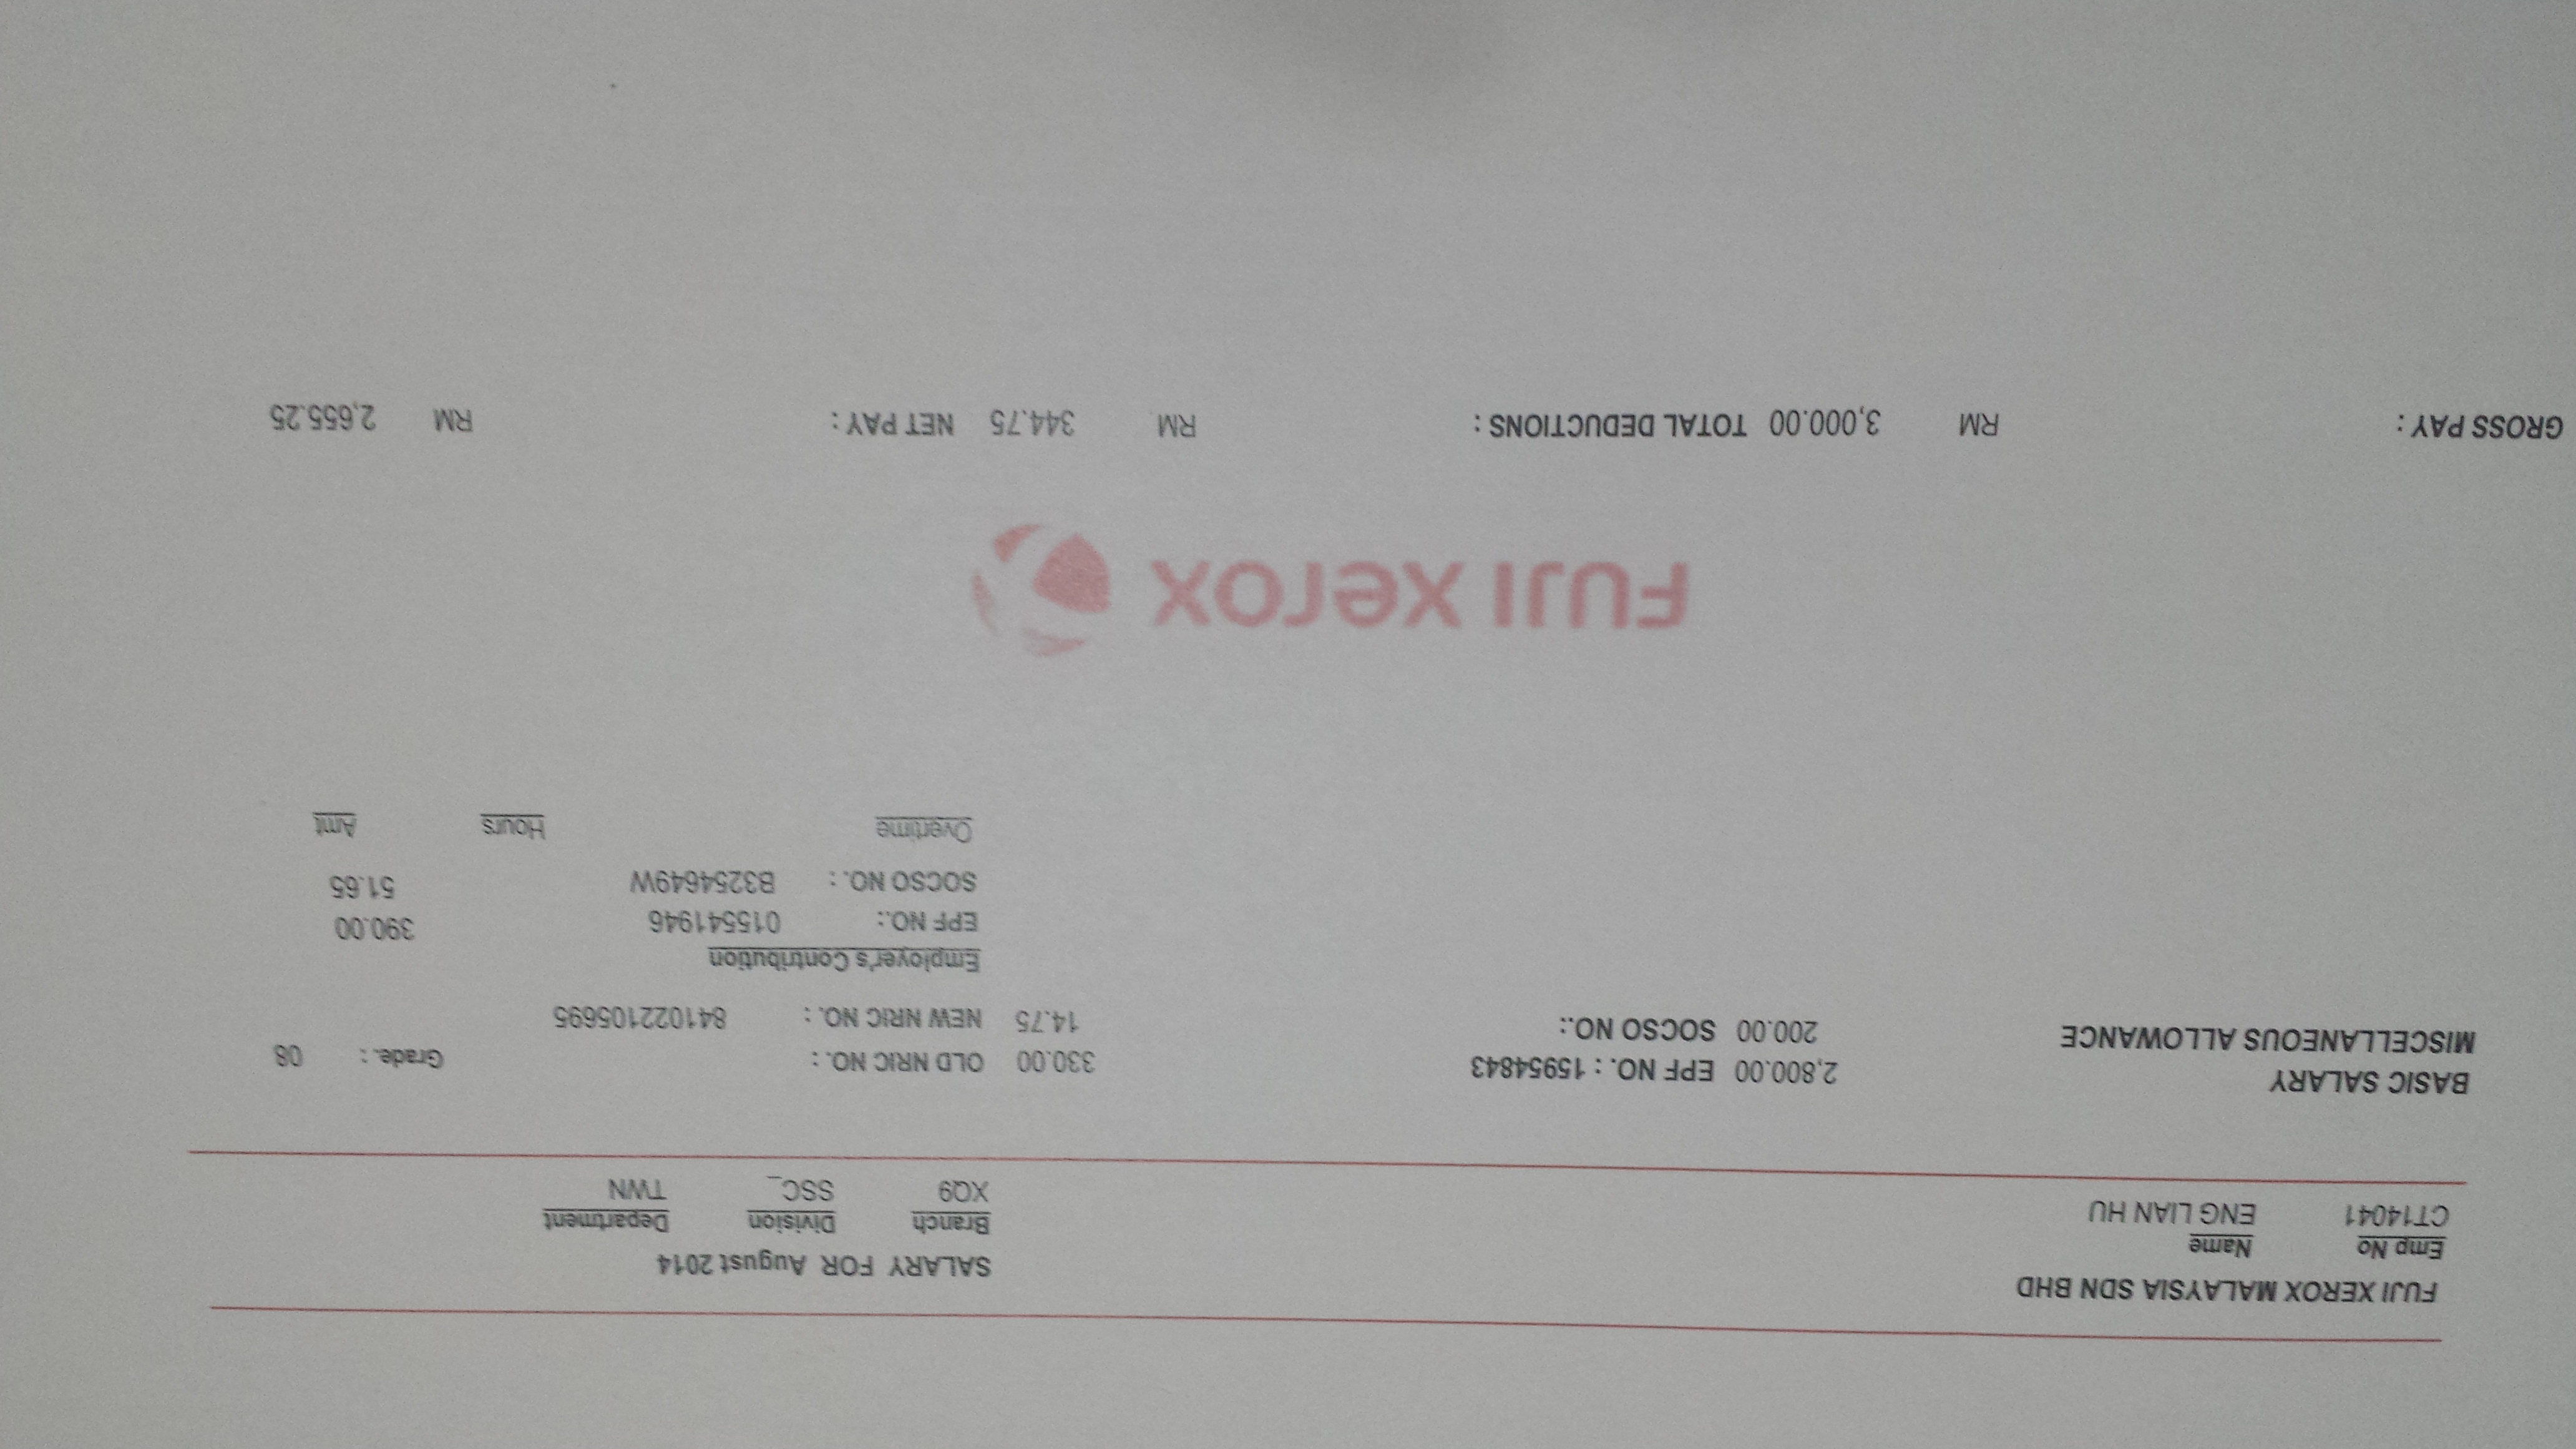 FUJI XEROX MALAYSIA SDN BHD
SALARY FOR August 2014
Emp No Name Branch Division Department
CT14041 ENG LIAN HU XQ9 SSC_ TWN
BASIC SALARY 2,800.00 EPF NO. : 15954843 330.00 OLD NRIC NO. : Grade. : 08
MISCELLANEOUS ALLOWANCE 200.00 SOCSO NO.: 14.75 NEW NRIC NO. : 841022105695
Employer's Contribution
EPF NO.: 015541946 390.00
SOCSO NO. : B3254649W 51.65
Overtime Hours Amt
FUJI xerox
GROSS PAY : RM 3,000.00 TOTAL DEDUCTIONS : RM 344.75 NET PAY : RM 2,655.25